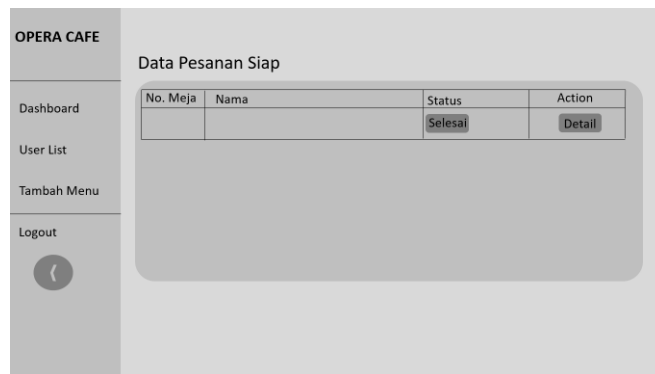 OPERA CAFE
Dashboard
User List
Tambah Menu
Logout
Data Pesanan Siap
No. Meja Nama Status Action
Selesai Detail